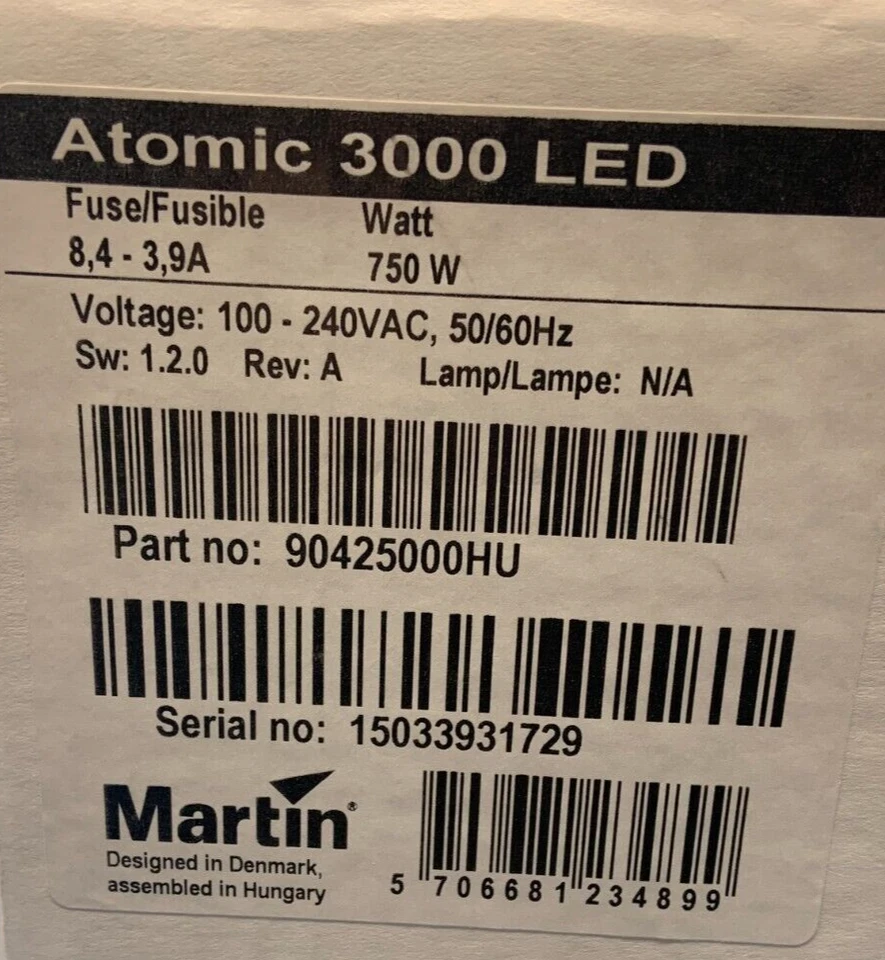 Atomic 3000 LED
Fuse/Fusible Watt
8,4 - 3,9A 750 W
Voltage: 100 - 240VAC, 50/60Hz
Sw: 1.2.0 Rev: A Lamp/Lampe: N/A
Part no: 90425000HU
Serial no: 15033931729
Martin®
Designed in Denmark,
assembled in Hungary
5 706681 234899